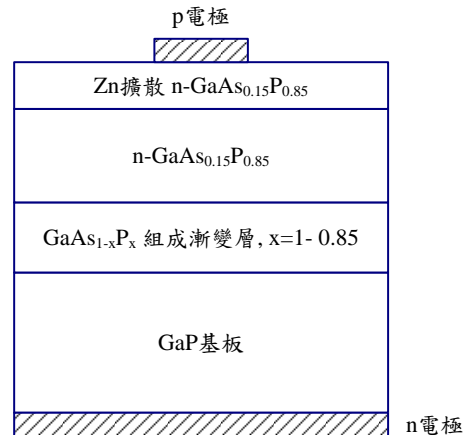 p電極
Zn擴散 n-GaAs₀.₁₅P₀.₈₅
n-GaAs₀.₁₅P₀.₈₅
GaAs₁₋ₓPₓ 組成漸變層, x=1- 0.85
GaP基板
n電極